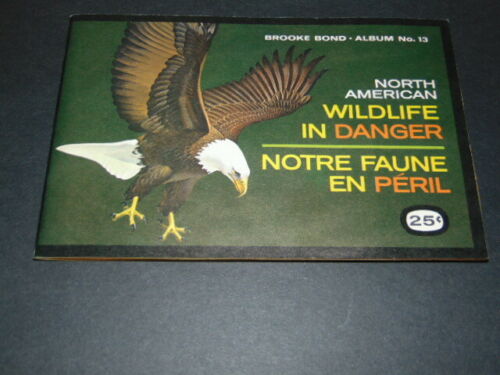 BROOKE BOND · ALBUM No. 13
NORTH
AMERICAN
WILDLIFE
IN DANGER
NOTRE FAUNE
EN PÉRIL
25¢